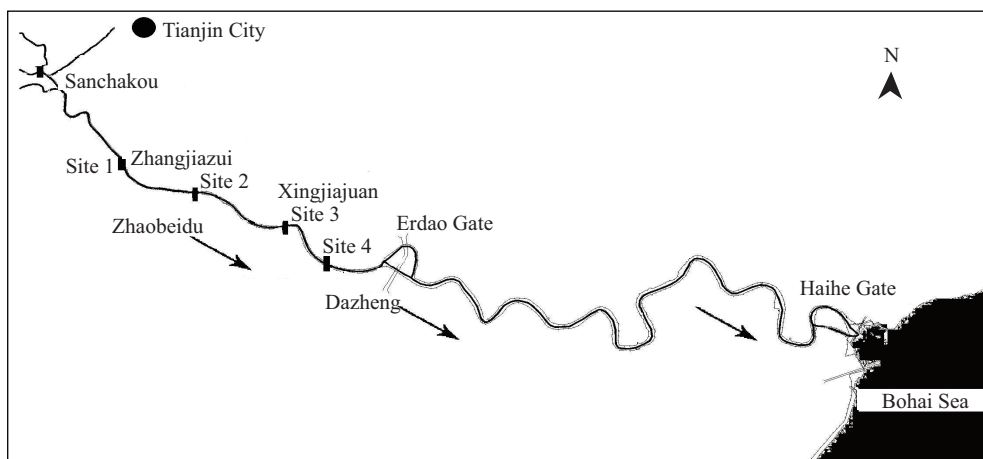 Tianjin City
N
Sanchakou
Site 1
Zhangjiazui
Site 2
Xingjiajuan
Site 3
Zhaobeidu
Erdao Gate
Site 4
Dazheng
Haihe Gate
Bohai Sea